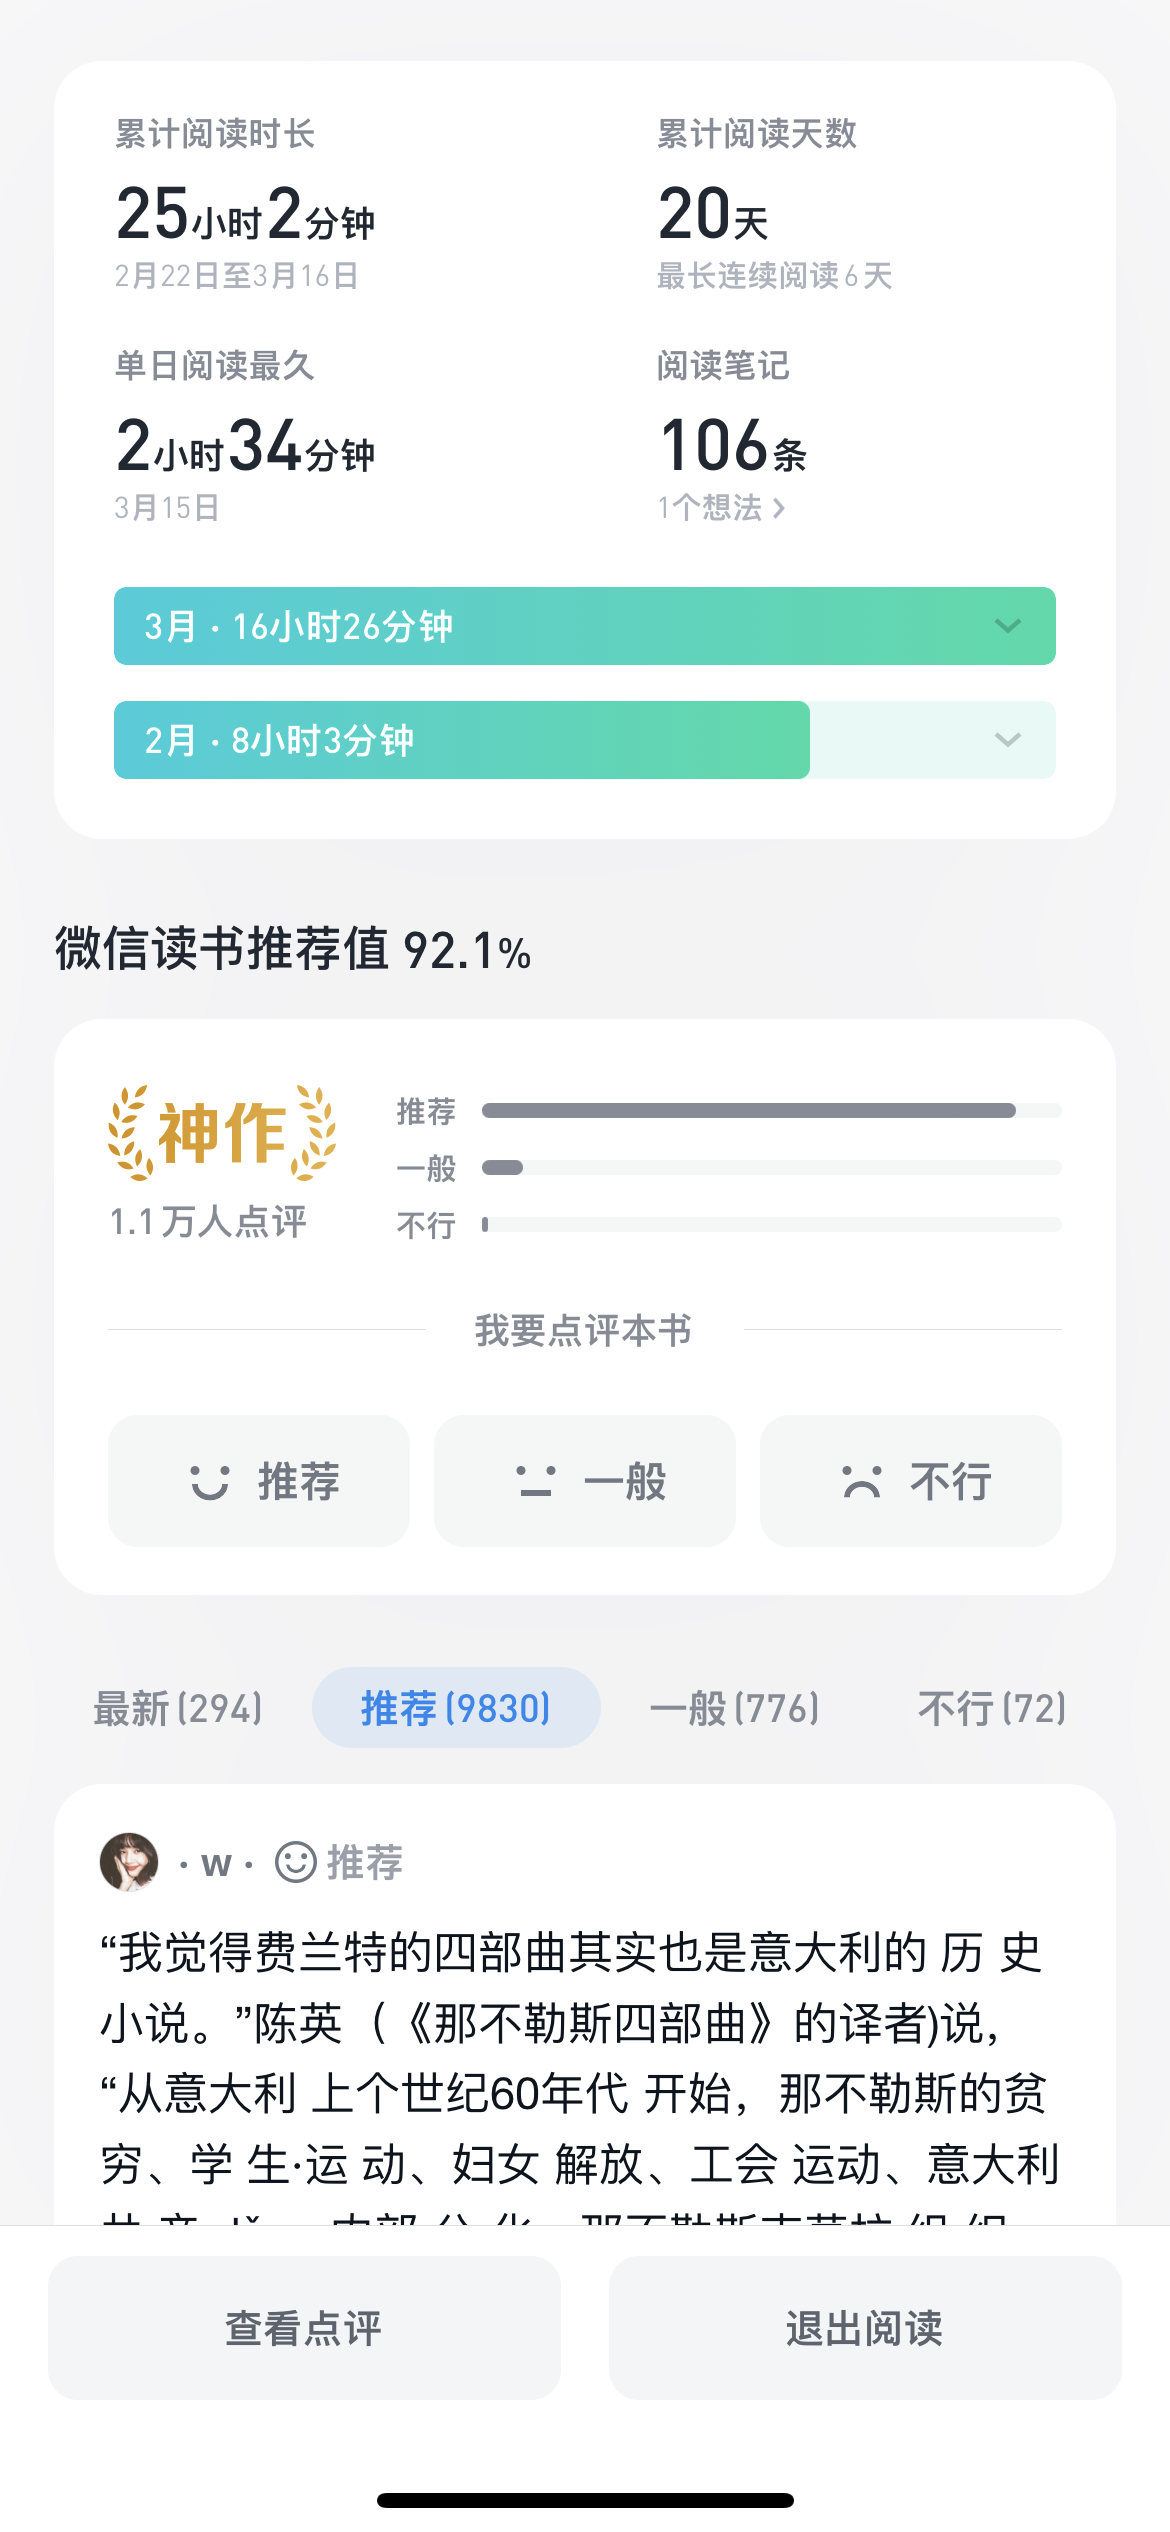 累计阅读时长
25小时2分钟
2月22日至3月16日
累计阅读天数
20天
最长连续阅读 6 天
单日阅读最久
2小时34分钟
3月15日
阅读笔记
106条
1个想法
3月 · 16小时26分钟
2月 · 8小时3分钟
微信读书推荐值 92.1%
神作
1.1 万人点评
推荐
一般
不行
我要点评本书
推荐
一般
不行
最新(294)
推荐(9830)
一般(776)
不行(72)
· w · 推荐
“我觉得费兰特的四部曲其实也是意大利的 历 史
小说。”陈英（《那不勒斯四部曲》的译者)说，
“从意大利 上个世纪60年代 开始，那不勒斯的贫
穷、学 生·运 动、妇女 解放、工会 运动、意大利
查看点评
退出阅读